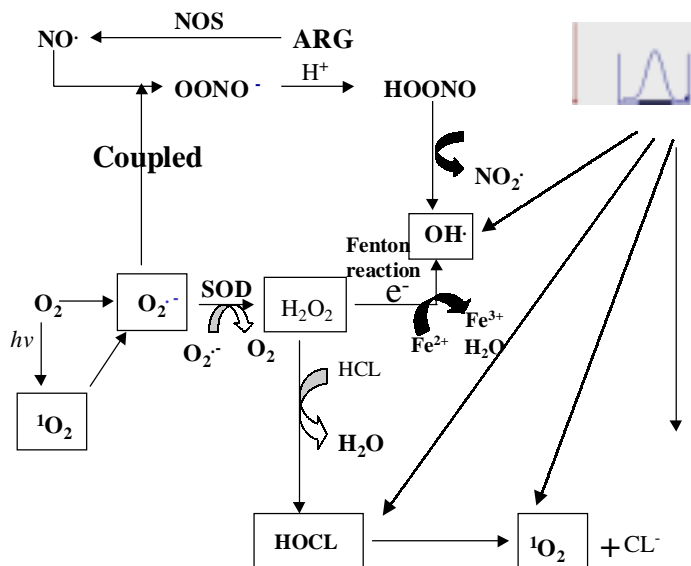 NOS
NO· ARG
OONO⁻ H⁺ HOONO
Coupled
NO₂·
OH·
Fenton
reaction
O₂ O₂·⁻ SOD H₂O₂ e⁻
hν O₂·⁻ O₂ Fe²⁺ Fe³⁺
H₂O
HCL
¹O₂
H₂O
HOCL ¹O₂ + CL⁻